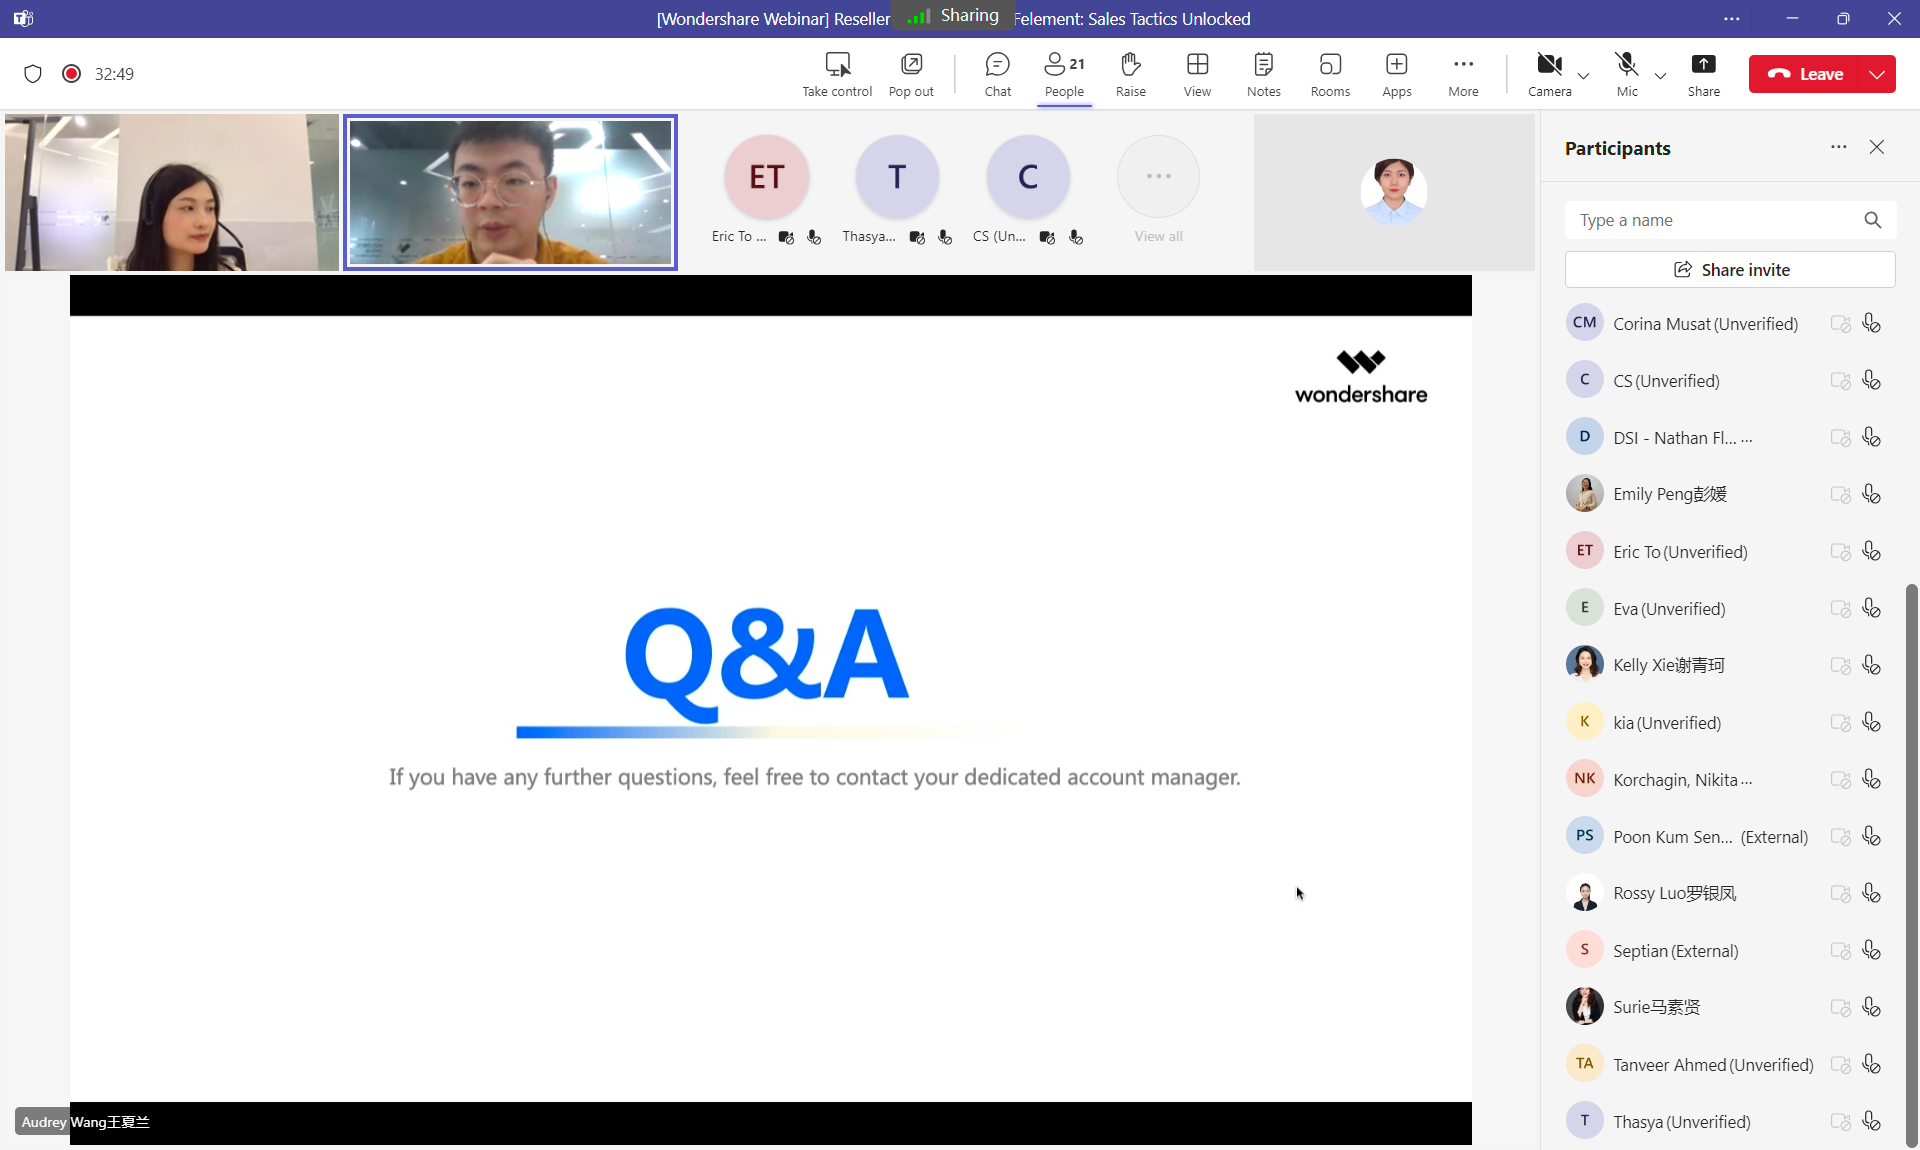 [Wondershare Webinar] Reseller
Sharing
Felement: Sales Tactics Unlocked
32:49
Take control
Pop out
Chat
21
People
Raise
View
Notes
Rooms
Apps
More
Camera
Mic
Share
Leave
ET
T
C
Eric To ...
Thasya...
CS (Un...
View all
wondershare
Q&A
If you have any further questions, feel free to contact your dedicated account manager.
Audrey Wang王夏兰
Participants
Type a name
Share invite
CM Corina Musat (Unverified)
C CS (Unverified)
D DSI - Nathan Fl... ...
Emily Peng彭媛
ET Eric To (Unverified)
E Eva (Unverified)
Kelly Xie谢青珂
K kia (Unverified)
NK Korchagin, Nikita ...
PS Poon Kum Sen... (External)
Rossy Luo罗银凤
S Septian (External)
Surie马素贤
TA Tanveer Ahmed (Unverified)
T Thasya (Unverified)